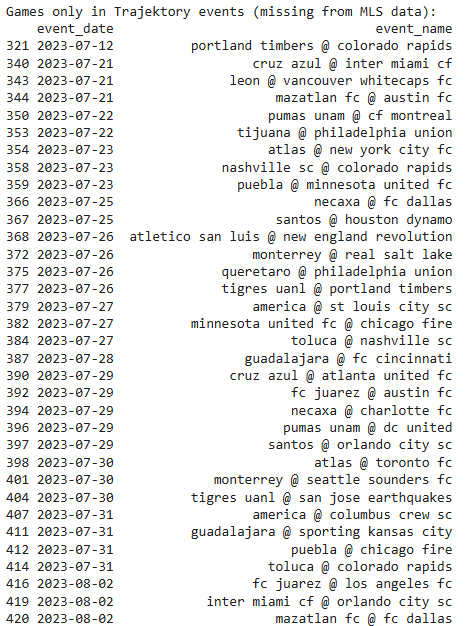 Games only in Trajektory events (missing from MLS data):
event_date event_name
321 2023-07-12 portland timbers @ colorado rapids
340 2023-07-21 cruz azul @ inter miami cf
343 2023-07-21 leon @ vancouver whitecaps fc
344 2023-07-21 mazatlan fc @ austin fc
350 2023-07-22 pumas unam @ cf montreal
353 2023-07-22 tijuana @ philadelphia union
354 2023-07-23 atlas @ new york city fc
358 2023-07-23 nashville sc @ colorado rapids
359 2023-07-23 puebla @ minnesota united fc
366 2023-07-25 necaxa @ fc dallas
367 2023-07-25 santos @ houston dynamo
368 2023-07-26 atletico san luis @ new england revolution
372 2023-07-26 monterrey @ real salt lake
375 2023-07-26 queretaro @ philadelphia union
377 2023-07-26 tigres uanl @ portland timbers
379 2023-07-27 america @ st louis city sc
382 2023-07-27 minnesota united fc @ chicago fire
384 2023-07-27 toluca @ nashville sc
387 2023-07-28 guadalajara @ fc cincinnati
390 2023-07-29 cruz azul @ atlanta united fc
392 2023-07-29 fc juarez @ austin fc
394 2023-07-29 necaxa @ charlotte fc
396 2023-07-29 pumas unam @ dc united
397 2023-07-29 santos @ orlando city sc
398 2023-07-30 atlas @ toronto fc
401 2023-07-30 monterrey @ seattle sounders fc
404 2023-07-30 tigres uanl @ san jose earthquakes
407 2023-07-31 america @ columbus crew sc
411 2023-07-31 guadalajara @ sporting kansas city
412 2023-07-31 puebla @ chicago fire
414 2023-07-31 toluca @ colorado rapids
416 2023-08-02 fc juarez @ los angeles fc
419 2023-08-02 inter miami cf @ orlando city sc
420 2023-08-02 mazatlan fc @ fc dallas